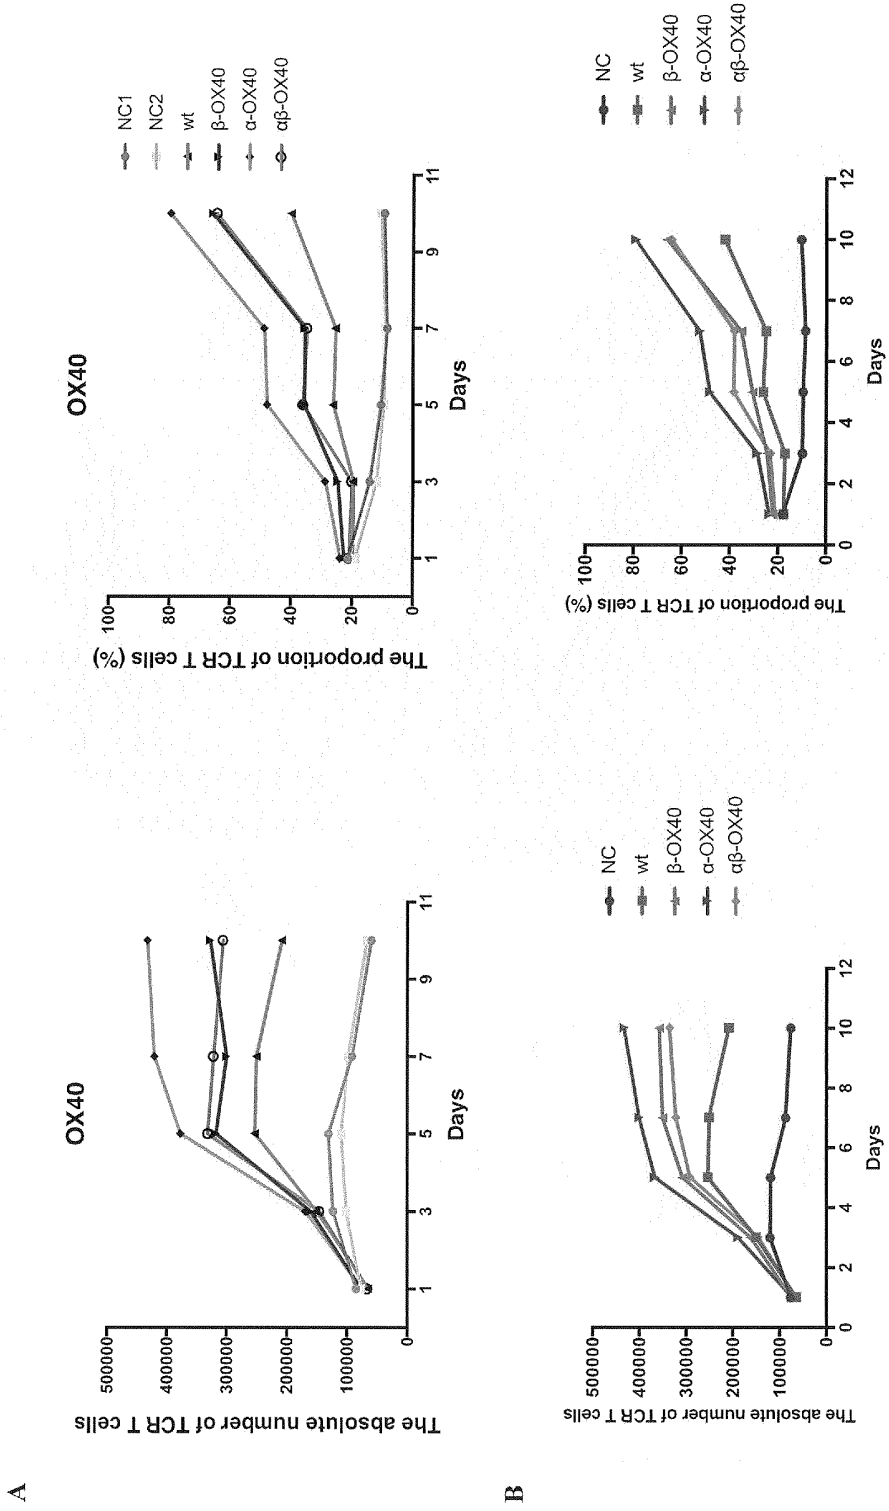 A
OX40
The absolute number of TCR T cells
500000
400000
300000
200000
100000
0
1
3
5
7
9
11
Days
OX40
The proportion of TCR T cells (%)
100
80
60
40
20
0
1
3
5
7
9
11
Days
NC1
NC2
wt
β-OX40
α-OX40
αβ-OX40
B
The absolute number of TCR T cells
500000
400000
300000
200000
100000
0
0
2
4
6
8
10
12
Days
NC
wt
β-OX40
α-OX40
αβ-OX40
The proportion of TCR T cells (%)
100
80
60
40
20
0
0
2
4
6
8
10
12
Days
NC
wt
β-OX40
α-OX40
αβ-OX40